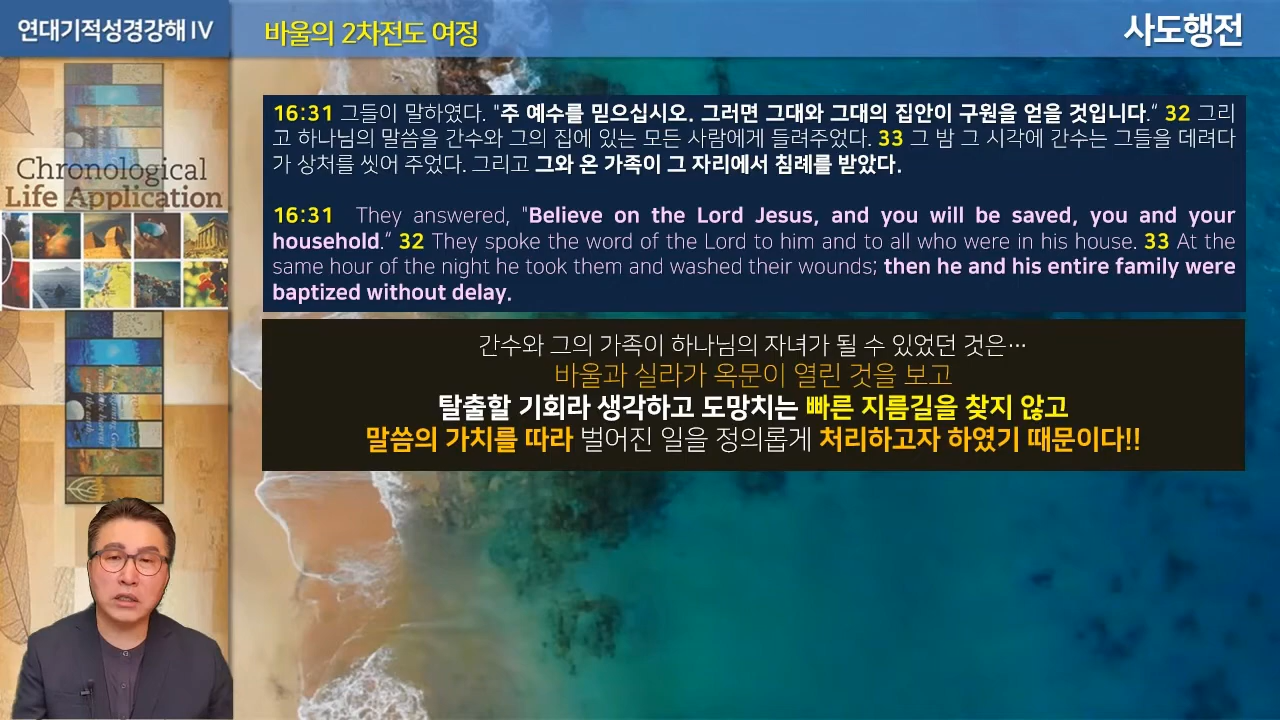 연대기적성경강해 IV
바울의 2차전도 여정
사도행전
Chronological
Life Application
16:31 그들이 말하였다. "주 예수를 믿으십시오. 그러면 그대와 그대의 집안이 구원을 얻을 것입니다." 32 그리
고 하나님의 말씀을 간수와 그의 집에 있는 모든 사람에게 들려주었다. 33 그 밤 그 시각에 간수는 그들을 데려다
가 상처를 씻어 주었다. 그리고 그와 온 가족이 그 자리에서 침례를 받았다.
16:31 They answered, "Believe on the Lord Jesus, and you will be saved, you and your
household." 32 They spoke the word of the Lord to him and to all who were in his house. 33 At the
same hour of the night he took them and washed their wounds; then he and his entire family were
baptized without delay.
간수와 그의 가족이 하나님의 자녀가 될 수 있었던 것은…
바울과 실라가 옥문이 열린 것을 보고
탈출할 기회라 생각하고 도망치는 빠른 지름길을 찾지 않고
말씀의 가치를 따라 벌어진 일을 정의롭게 처리하고자 하였기 때문이다!!